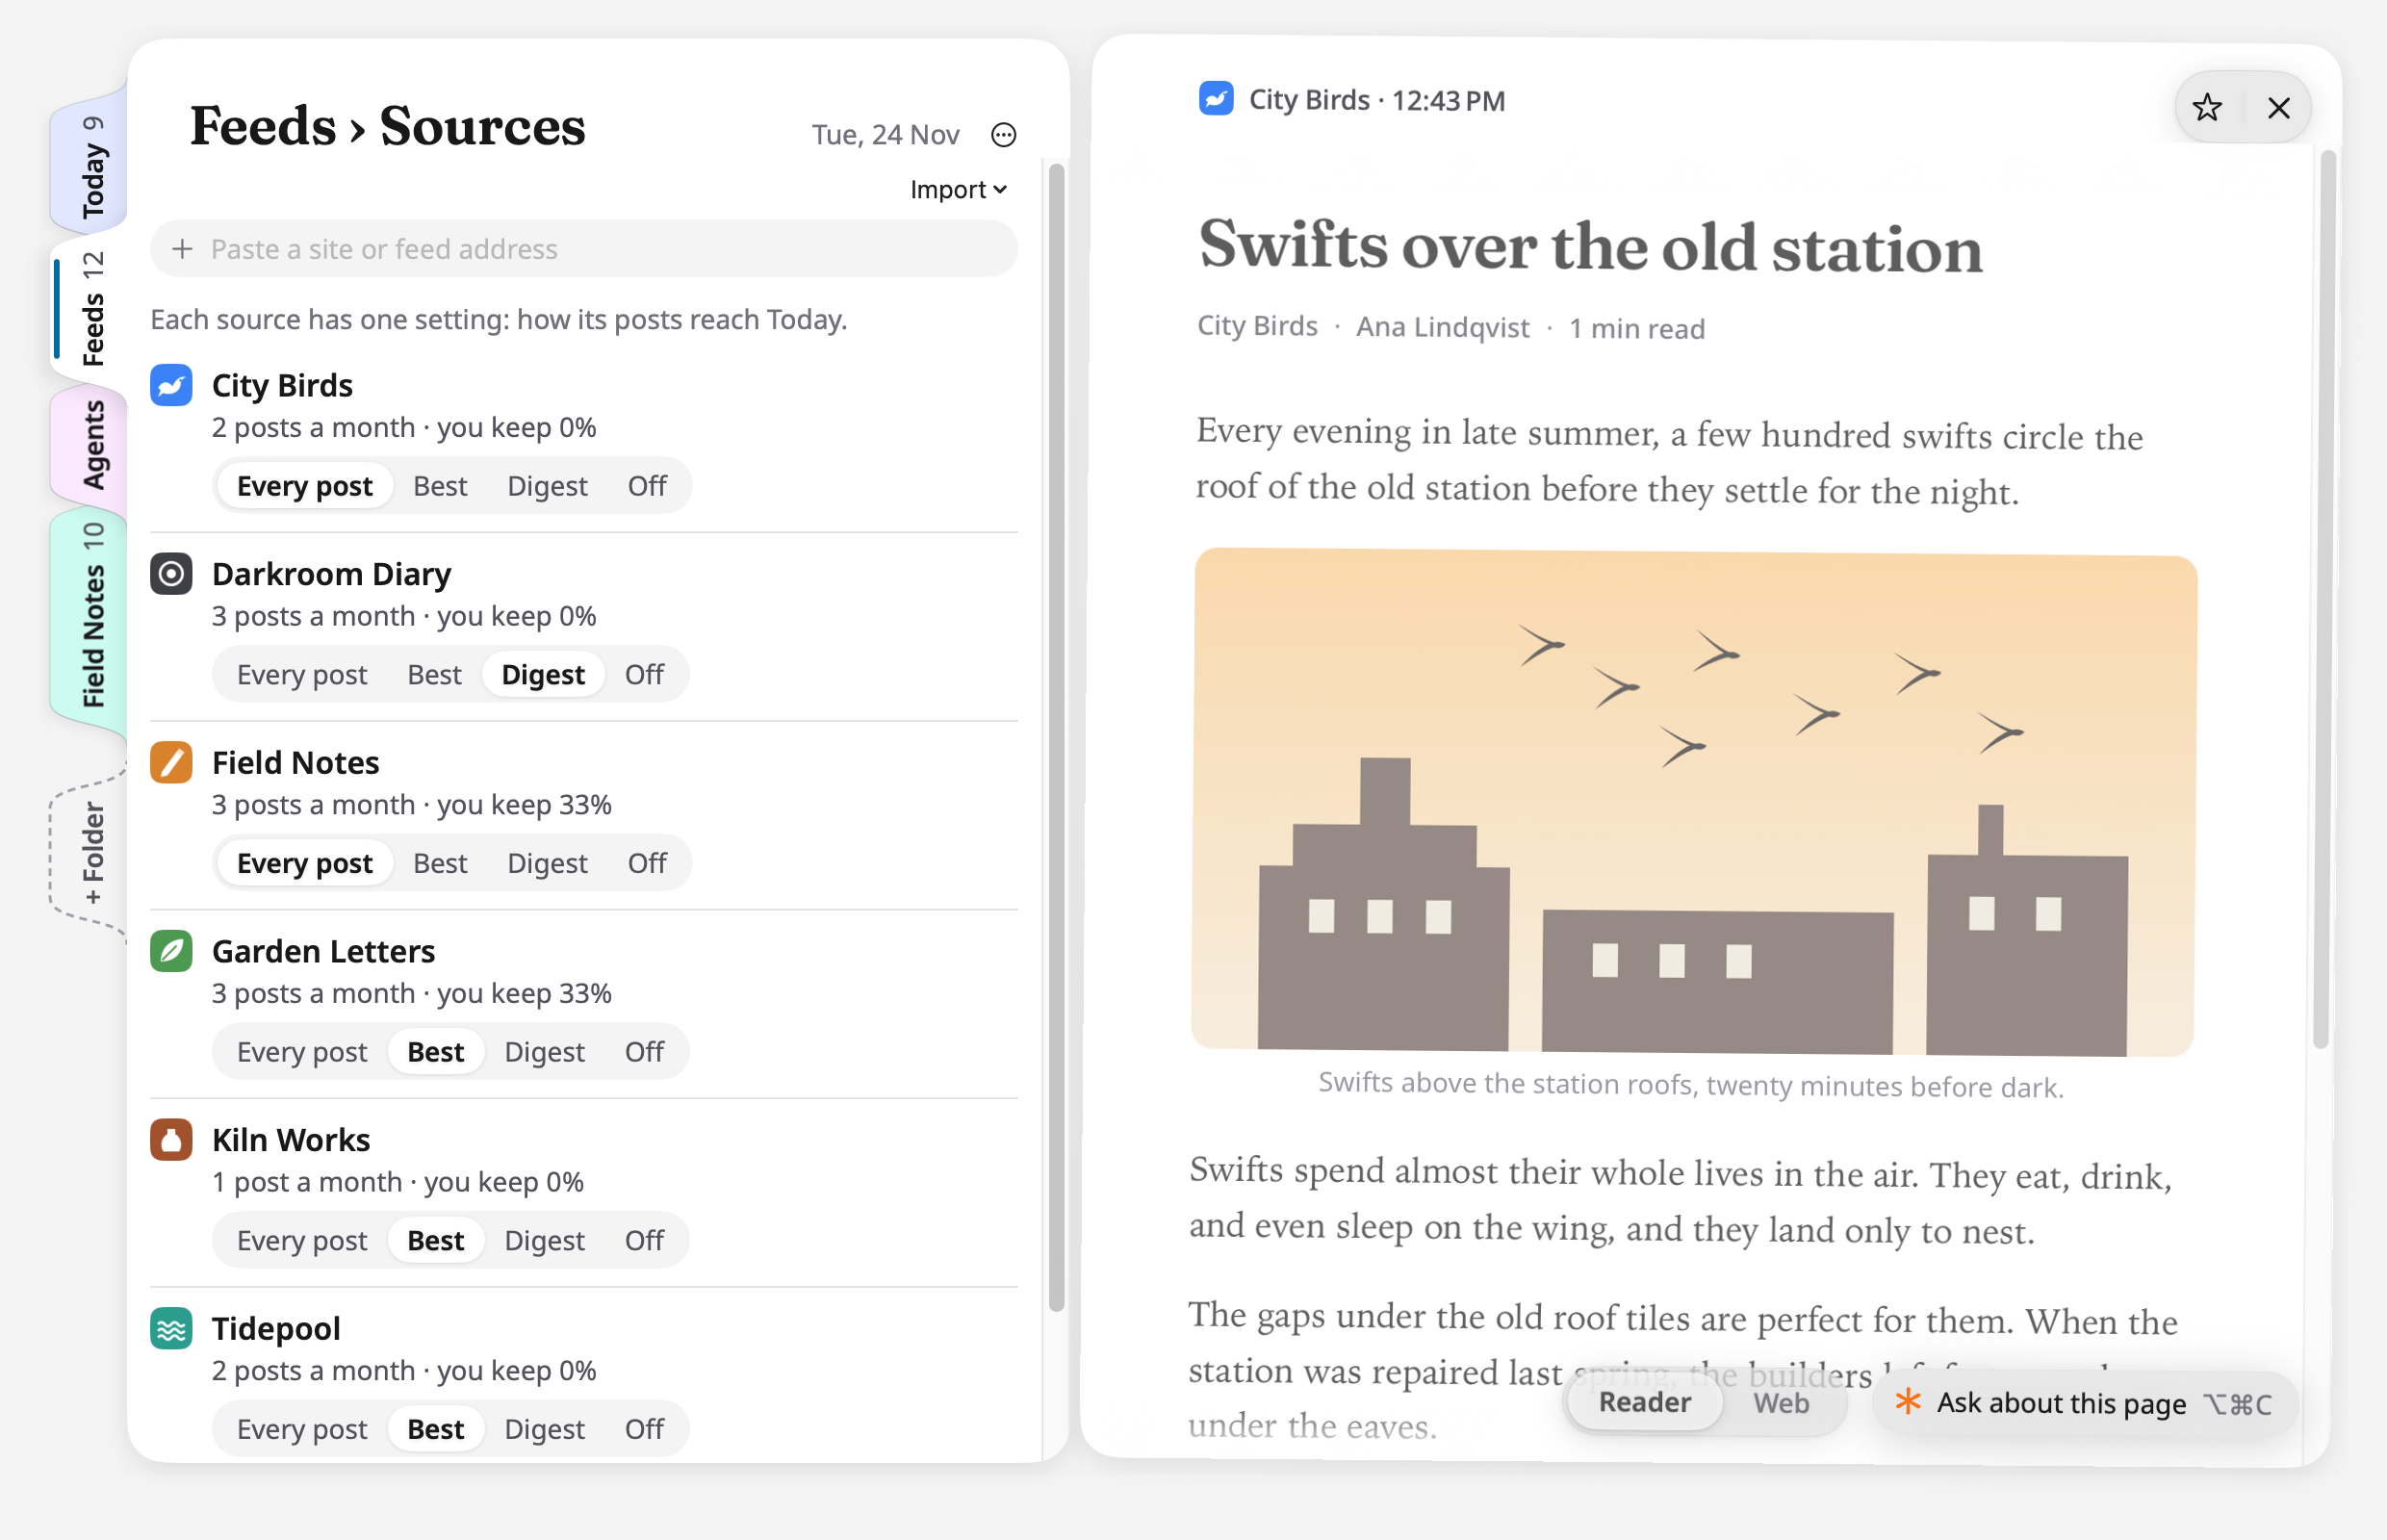 Today 9
Feeds 12
Agents
Field Notes 10
+ Folder
Feeds › Sources
Tue, 24 Nov
Import
Paste a site or feed address
Each source has one setting: how its posts reach Today.
City Birds
2 posts a month · you keep 0%
Every post Best Digest Off
Darkroom Diary
3 posts a month · you keep 0%
Every post Best Digest Off
Field Notes
3 posts a month · you keep 33%
Every post Best Digest Off
Garden Letters
3 posts a month · you keep 33%
Every post Best Digest Off
Kiln Works
1 post a month · you keep 0%
Every post Best Digest Off
Tidepool
2 posts a month · you keep 0%
Every post Best Digest Off
City Birds · 12:43 PM
Swifts over the old station
City Birds · Ana Lindqvist · 1 min read
Every evening in late summer, a few hundred swifts circle the
roof of the old station before they settle for the night.
Swifts above the station roofs, twenty minutes before dark.
Swifts spend almost their whole lives in the air. They eat, drink,
and even sleep on the wing, and they land only to nest.
The gaps under the old roof tiles are perfect for them. When the
station was repaired last spring, the builders
under the eaves.
Reader Web
Ask about this page ⌥⌘C